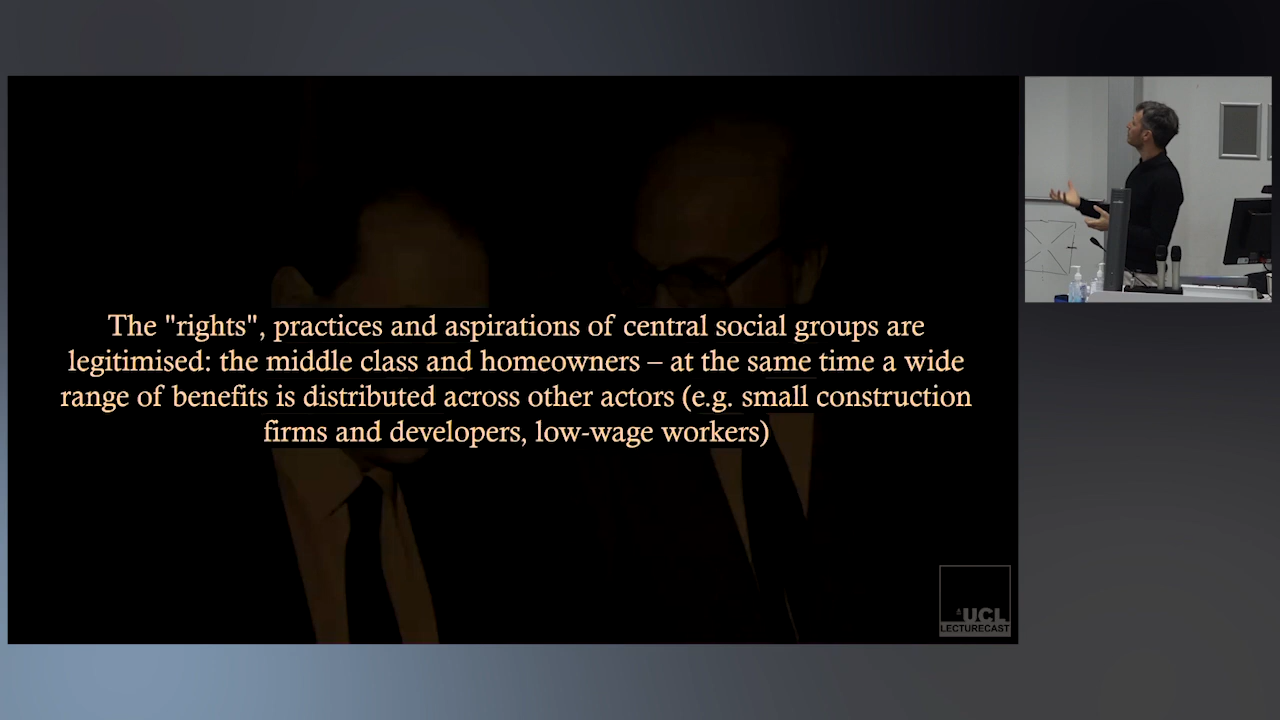 The "rights", practices and aspirations of central social groups are
legitimised: the middle class and homeowners – at the same time a wide
range of benefits is distributed across other actors (e.g. small construction
firms and developers, low-wage workers)
UCL
LECTURECAST